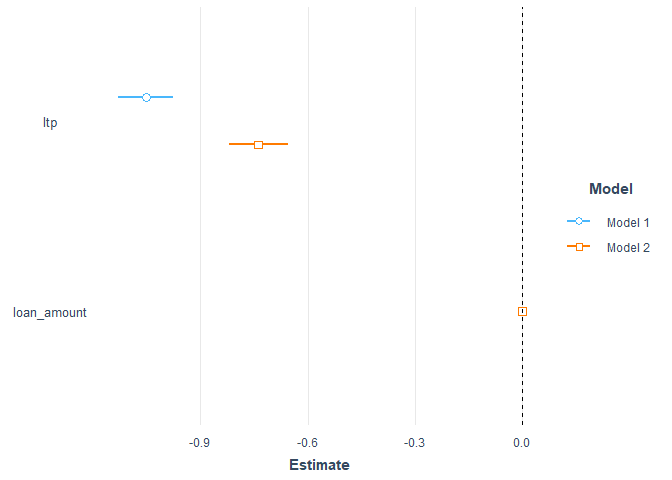 ltp
loan_amount
-0.9
-0.6
-0.3
0.0
Estimate
Model
Model 1
Model 2